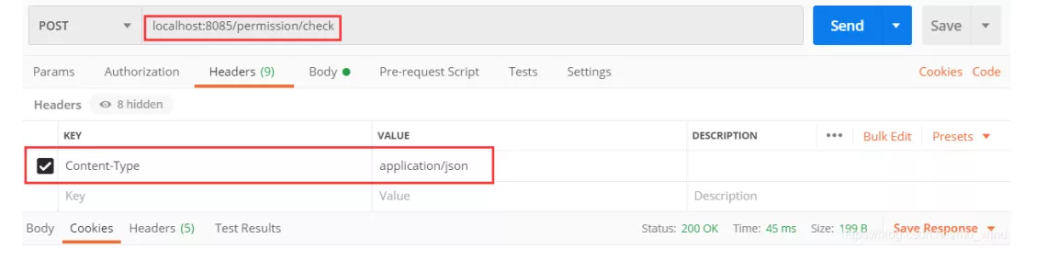 POST localhost:8085/permission/check Send Save
Params Authorization Headers (9) Body Pre-request Script Tests Settings Cookies Code
Headers 8 hidden
KEY VALUE DESCRIPTION ••• Bulk Edit Presets
Content-Type application/json
Key Value Description
Body Cookies Headers (5) Test Results Status: 200 OK Time: 45 ms Size: 199 B Save Response